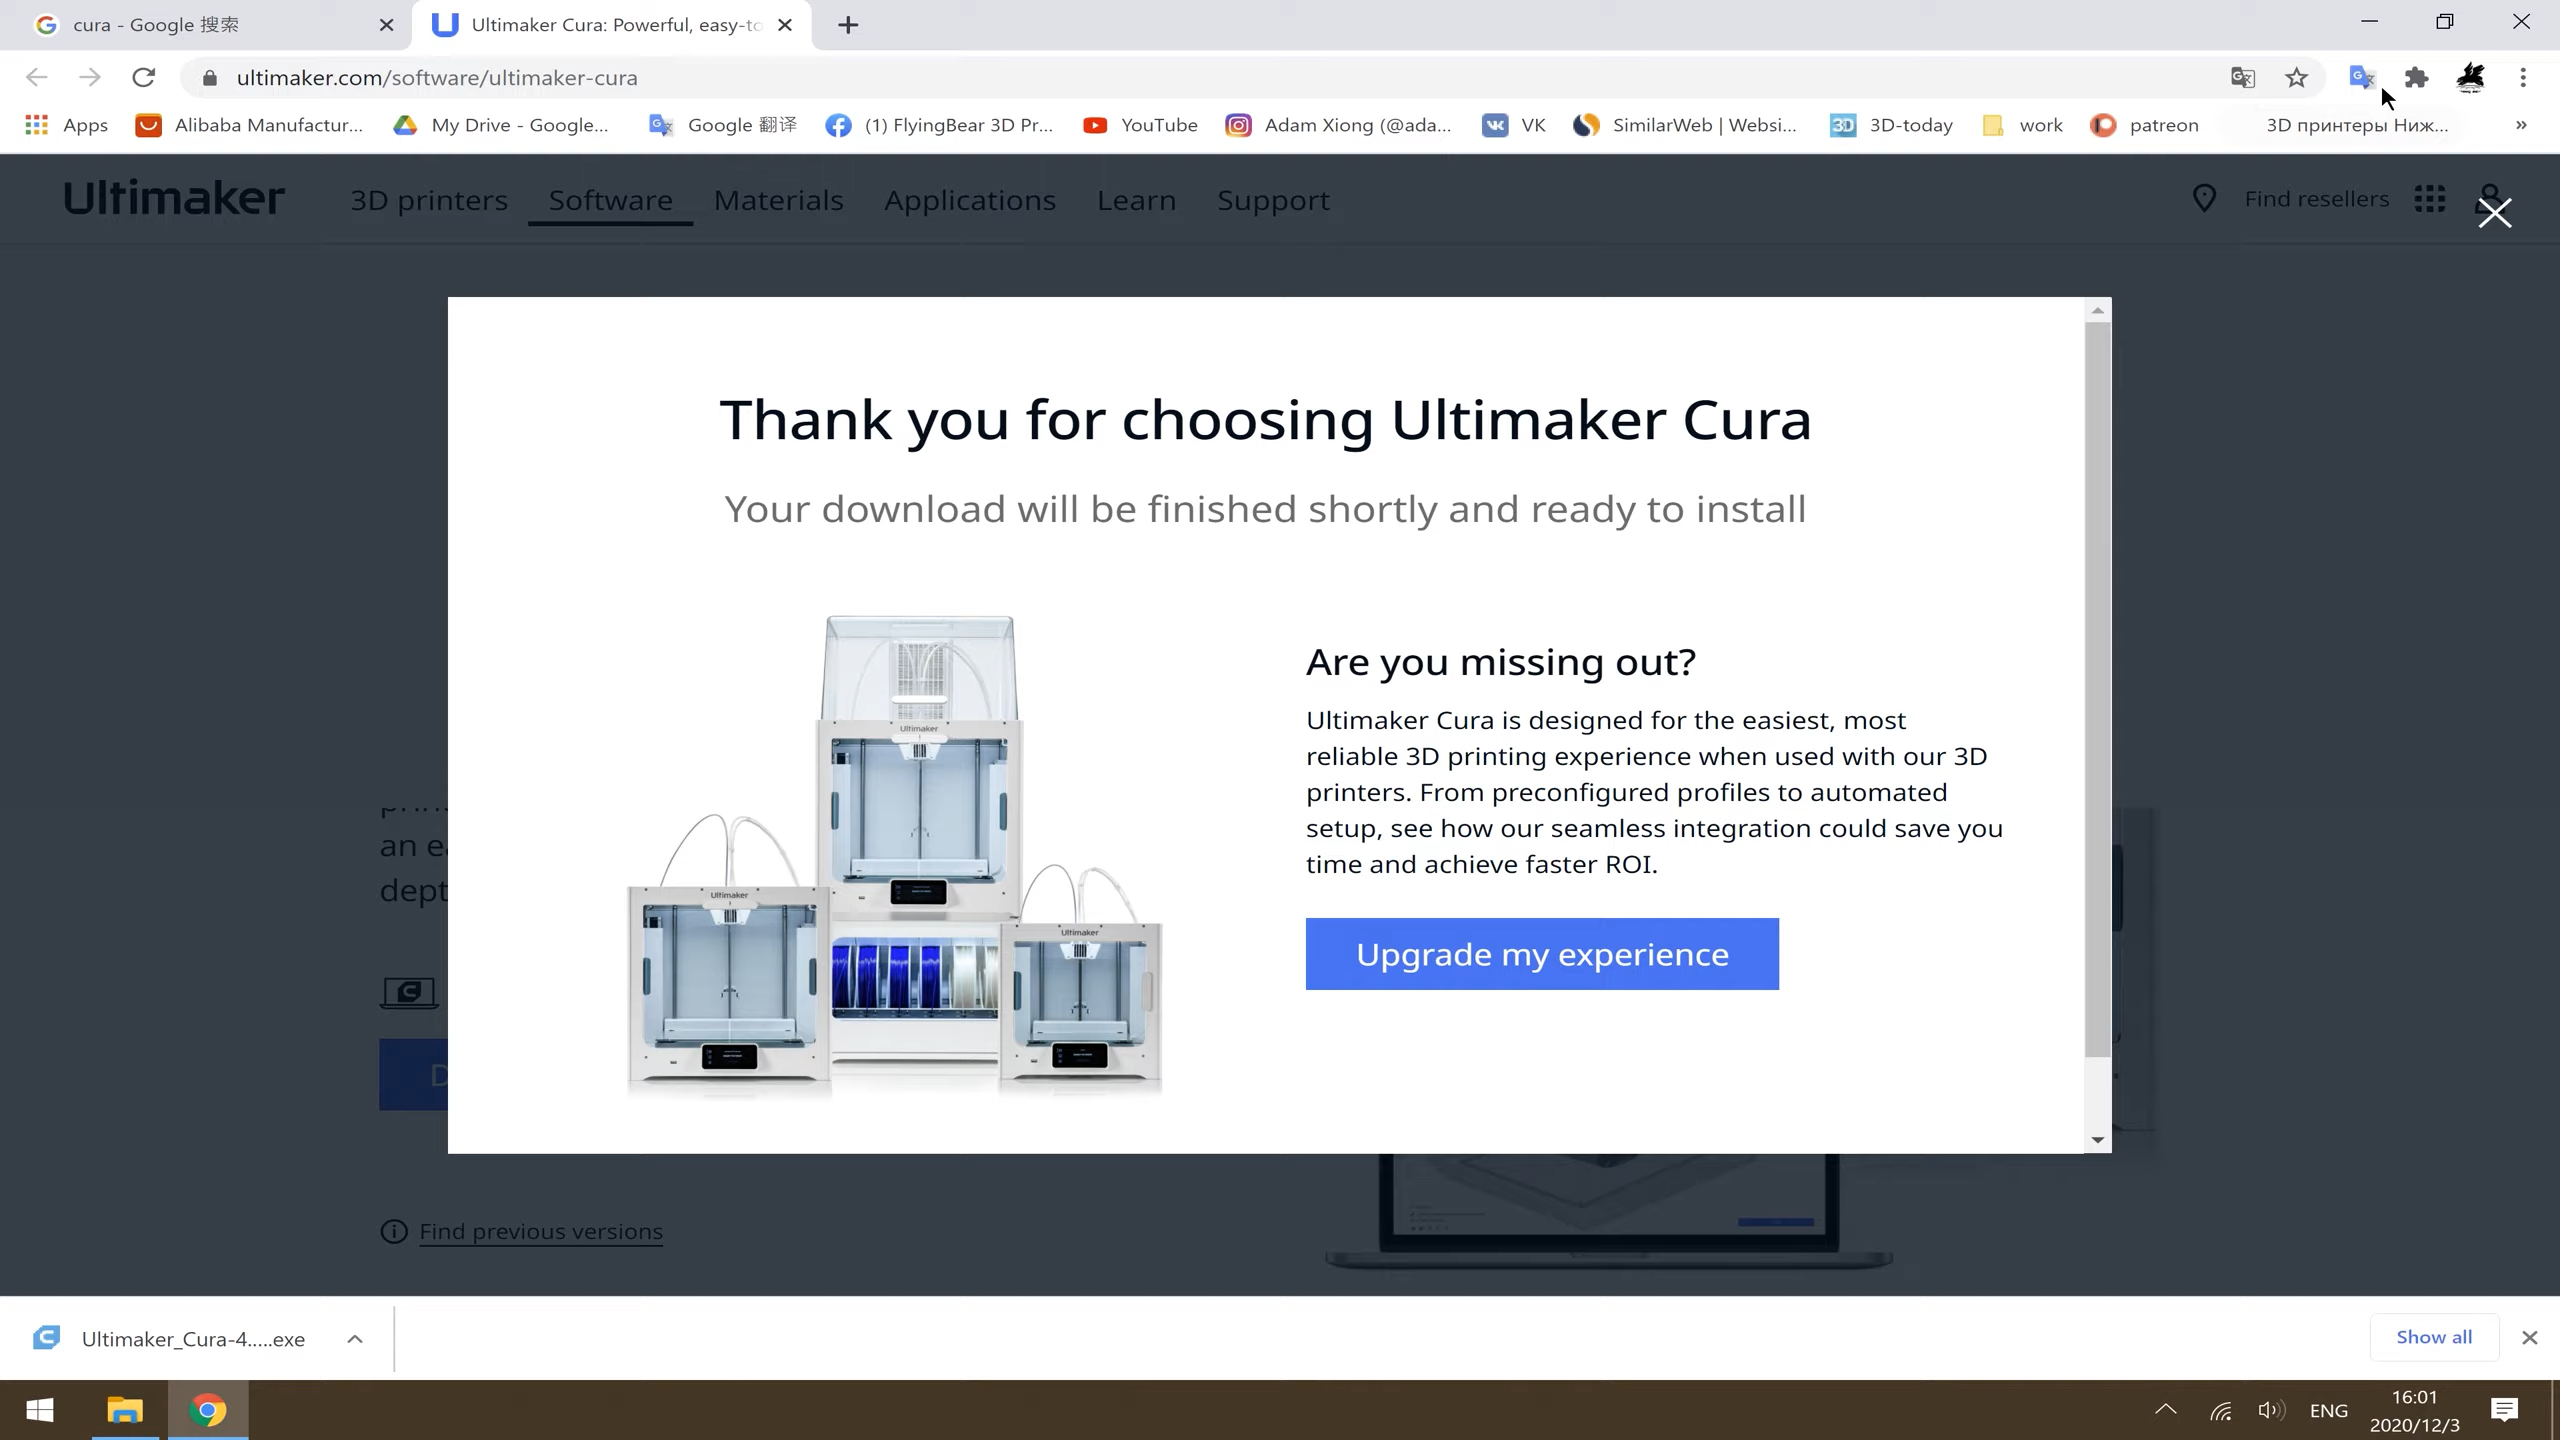 cura - Google 搜索
Ultimaker Cura: Powerful, easy-to
ultimaker.com/software/ultimaker-cura
Apps
Alibaba Manufactur...
My Drive - Google...
Google 翻译
(1) FlyingBear 3D Pr...
YouTube
Adam Xiong (@ada...
VK
SimilarWeb | Websi...
3D-today
work
patreon
3D принтеры Ниж...
»
Ultimaker
3D printers
Software
Materials
Applications
Learn
Support
Find resellers
Thank you for choosing Ultimaker Cura
Your download will be finished shortly and ready to install
Are you missing out?
Ultimaker Cura is designed for the easiest, most
reliable 3D printing experience when used with our 3D
printers. From preconfigured profiles to automated
setup, see how our seamless integration could save you
time and achieve faster ROI.
Upgrade my experience
Ultimaker
Ultimaker
Ultimaker
an ea
dept
D
Find previous versions
Ultimaker_Cura-4.....exe
Show all
ENG
16:01
2020/12/3